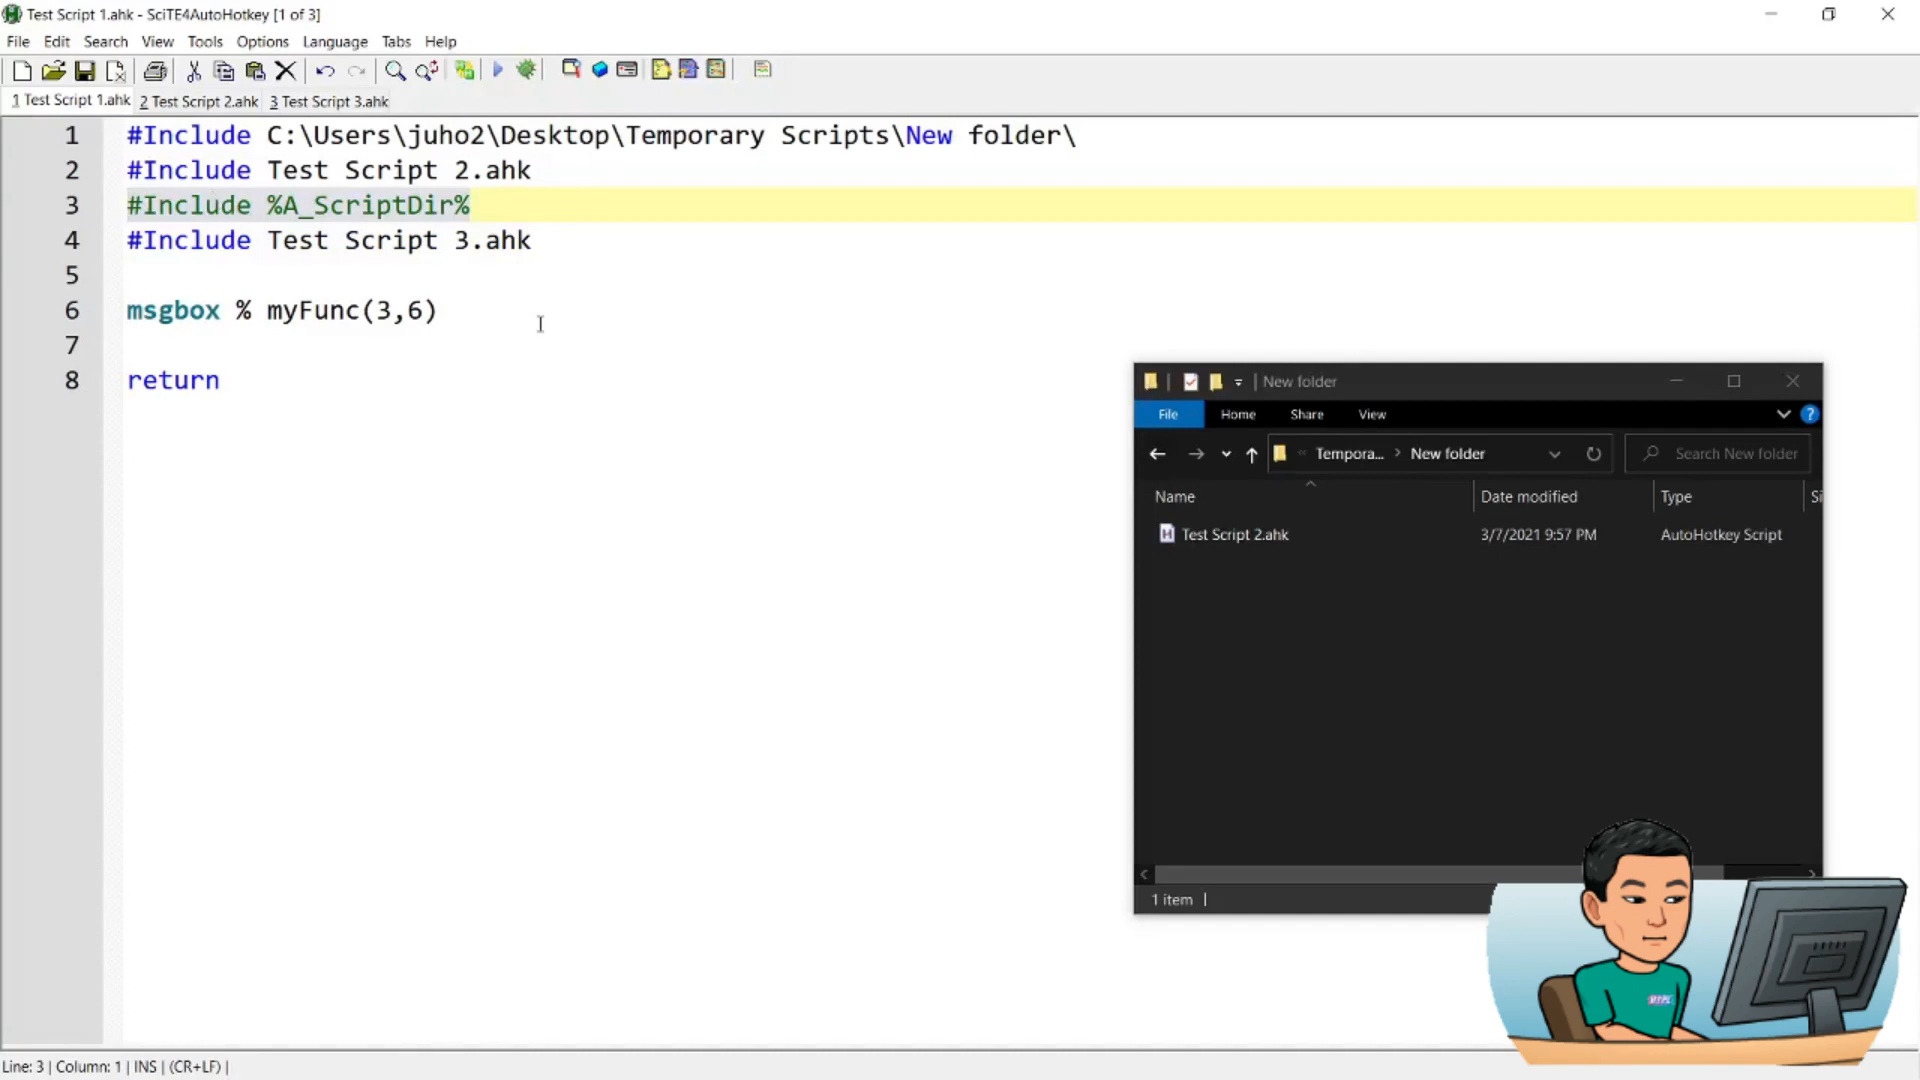 Test Script 1.ahk - SciTE4AutoHotkey [1 of 3]
File Edit Search View Tools Options Language Tabs Help
1 Test Script 1.ahk 2 Test Script 2.ahk 3 Test Script 3.ahk
1 #Include C:\Users\juho2\Desktop\Temporary Scripts\New folder\
2 #Include Test Script 2.ahk
3 #Include %A_ScriptDir%
4 #Include Test Script 3.ahk
5
6 msgbox % myFunc(3,6)
7
8 return
New folder
File Home Share View
Tempora... New folder Search New folder
Name Date modified Type Si
Test Script 2.ahk 3/7/2021 9:57 PM AutoHotkey Script
1 item
Line: 3 | Column: 1 | INS | (CR+LF) |